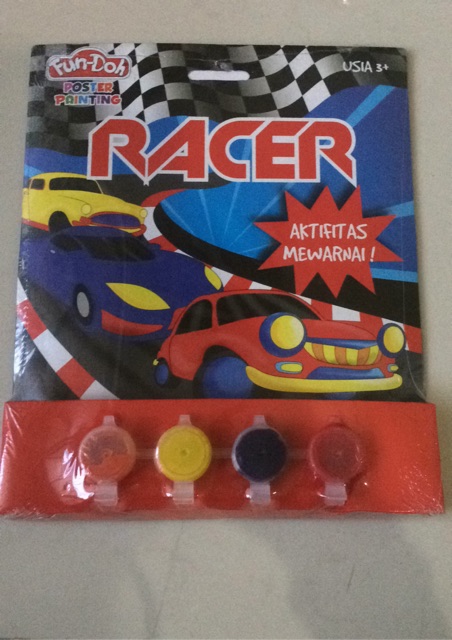 Fun-Doh
POSTER
PAINTING
USIA 3+
RACER
AKTIFITAS
MEWARNAI!